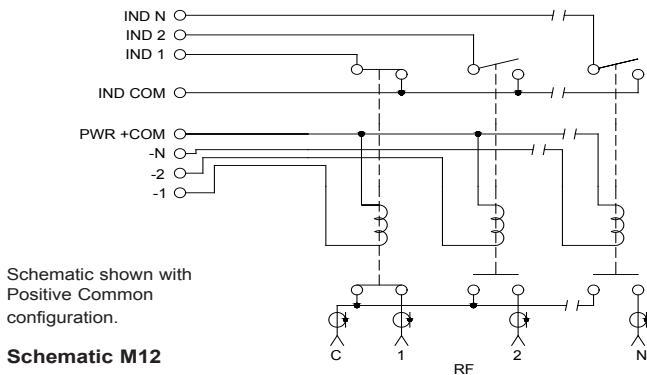 IND N
IND 2
IND 1
IND COM
PWR +COM
-N
-2
-1
Schematic shown with
Positive Common
configuration.
Schematic M12
C
1
2
N
RF